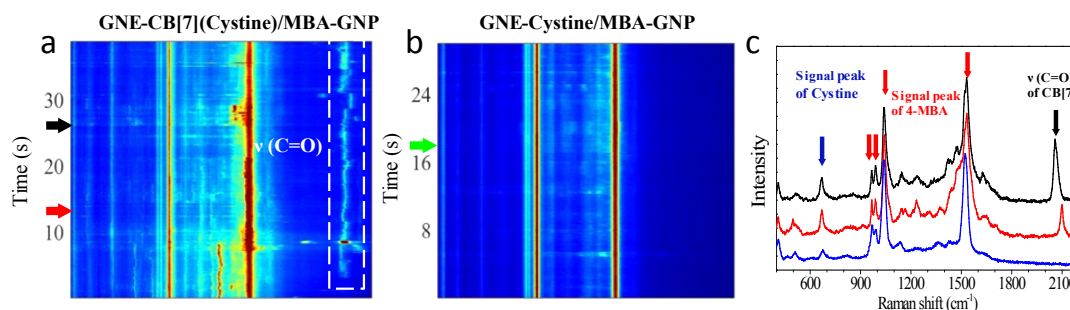 GNE-CB[7](Cystine)/MBA-GNP
GNE-Cystine/MBA-GNP
a
b
c
30
20
10
Time (s)
ν (C=O)
24
16
8
Time (s)
Signal peak
of Cystine
Signal peak
of 4-MBA
ν (C=O)
of CB[7
Intensity
600 900 1200 1500 1800 210
Raman shift (cm-1)